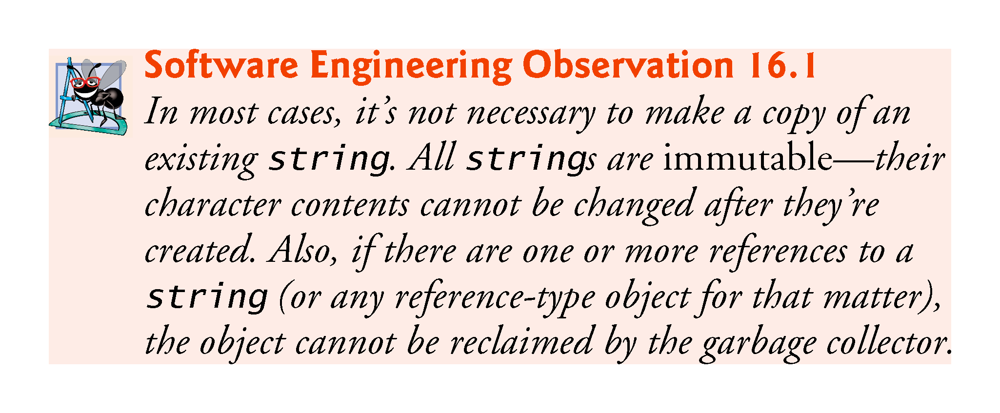 Software Engineering Observation 16.1
In most cases, it’s not necessary to make a copy of an
existing string. All strings are immutable—their
character contents cannot be changed after they’re
created. Also, if there are one or more references to a
string (or any reference-type object for that matter),
the object cannot be reclaimed by the garbage collector.